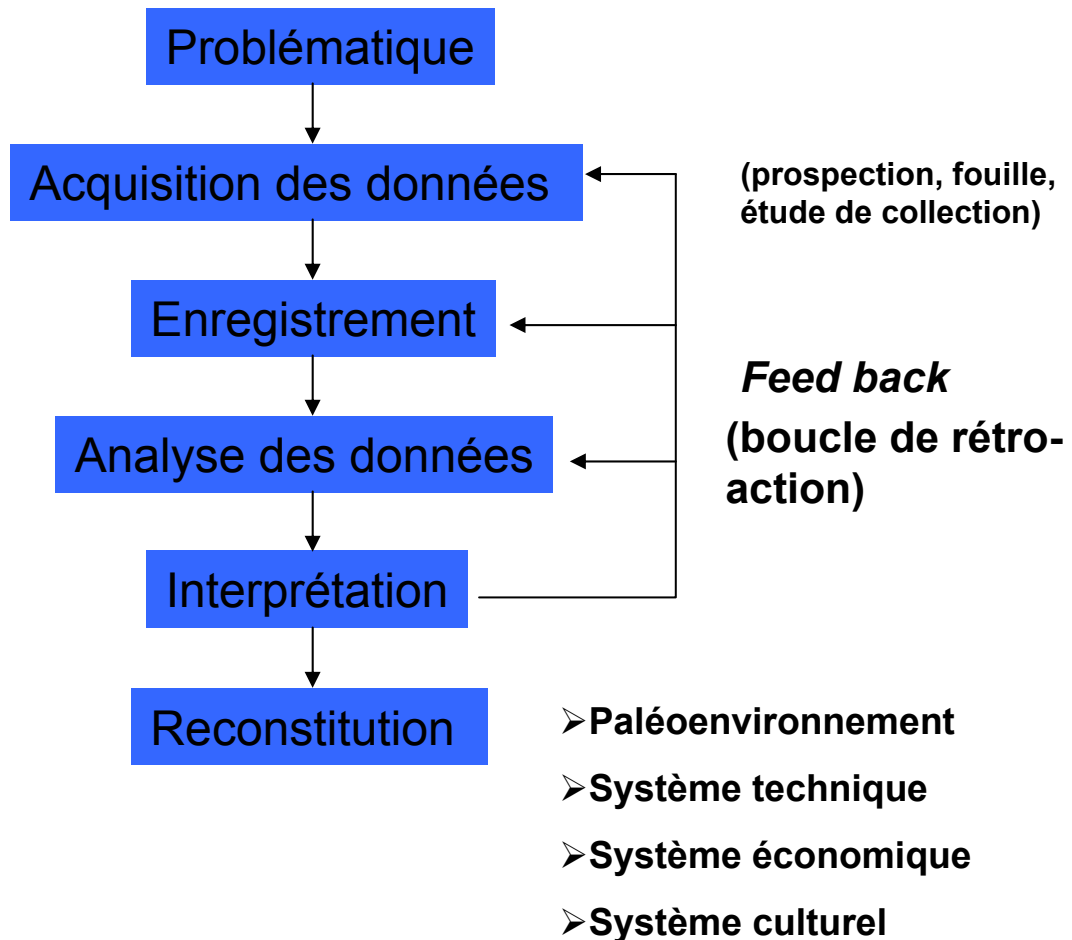 Problématique
Acquisition des données
(prospection, fouille,
étude de collection)
Enregistrement
Feed back
(boucle de rétro-
action)
Analyse des données
Interprétation
Reconstitution
➢Paléoenvironnement
➢Système technique
➢Système économique
➢Système culturel